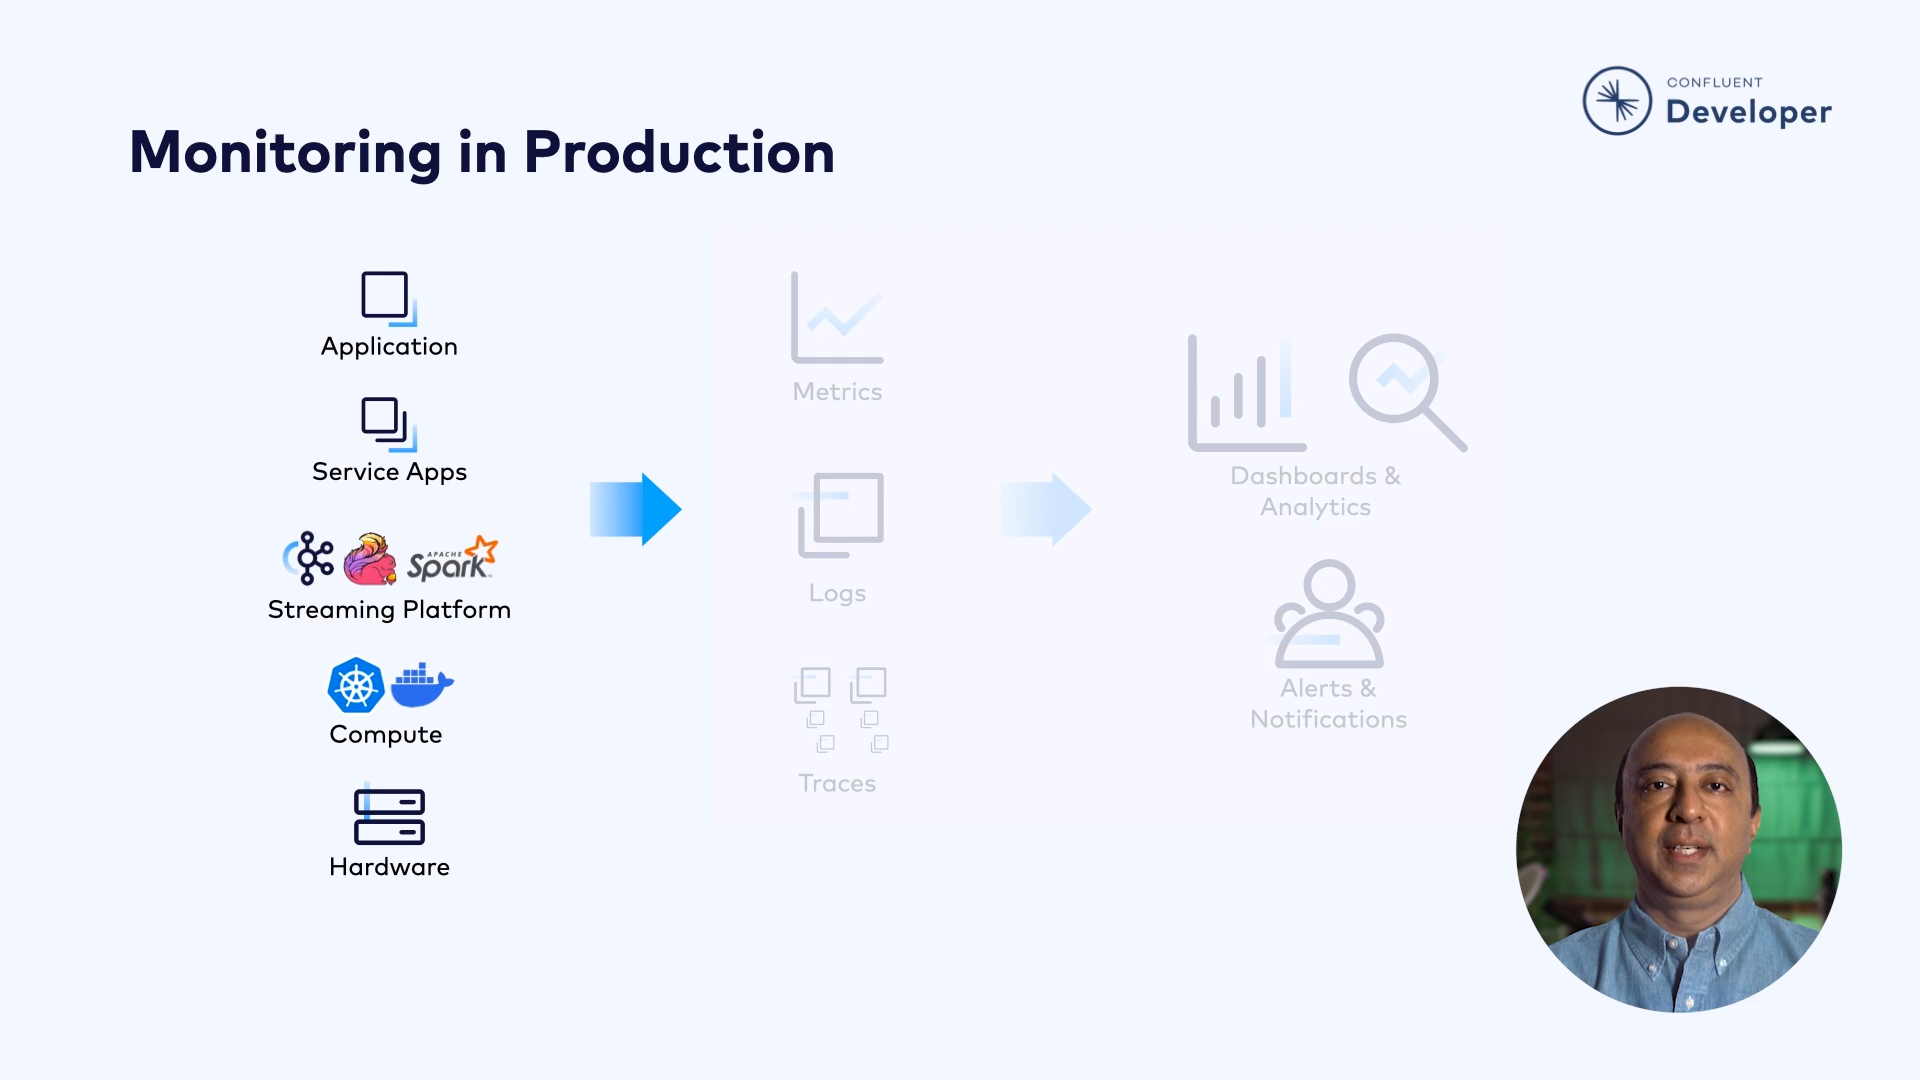 CONFLUENT
Developer
Monitoring in Production
Application
Service Apps
APACHE
Spark
Streaming Platform
Compute
Hardware
Metrics
Logs
Traces
Dashboards &
Analytics
Alerts &
Notifications